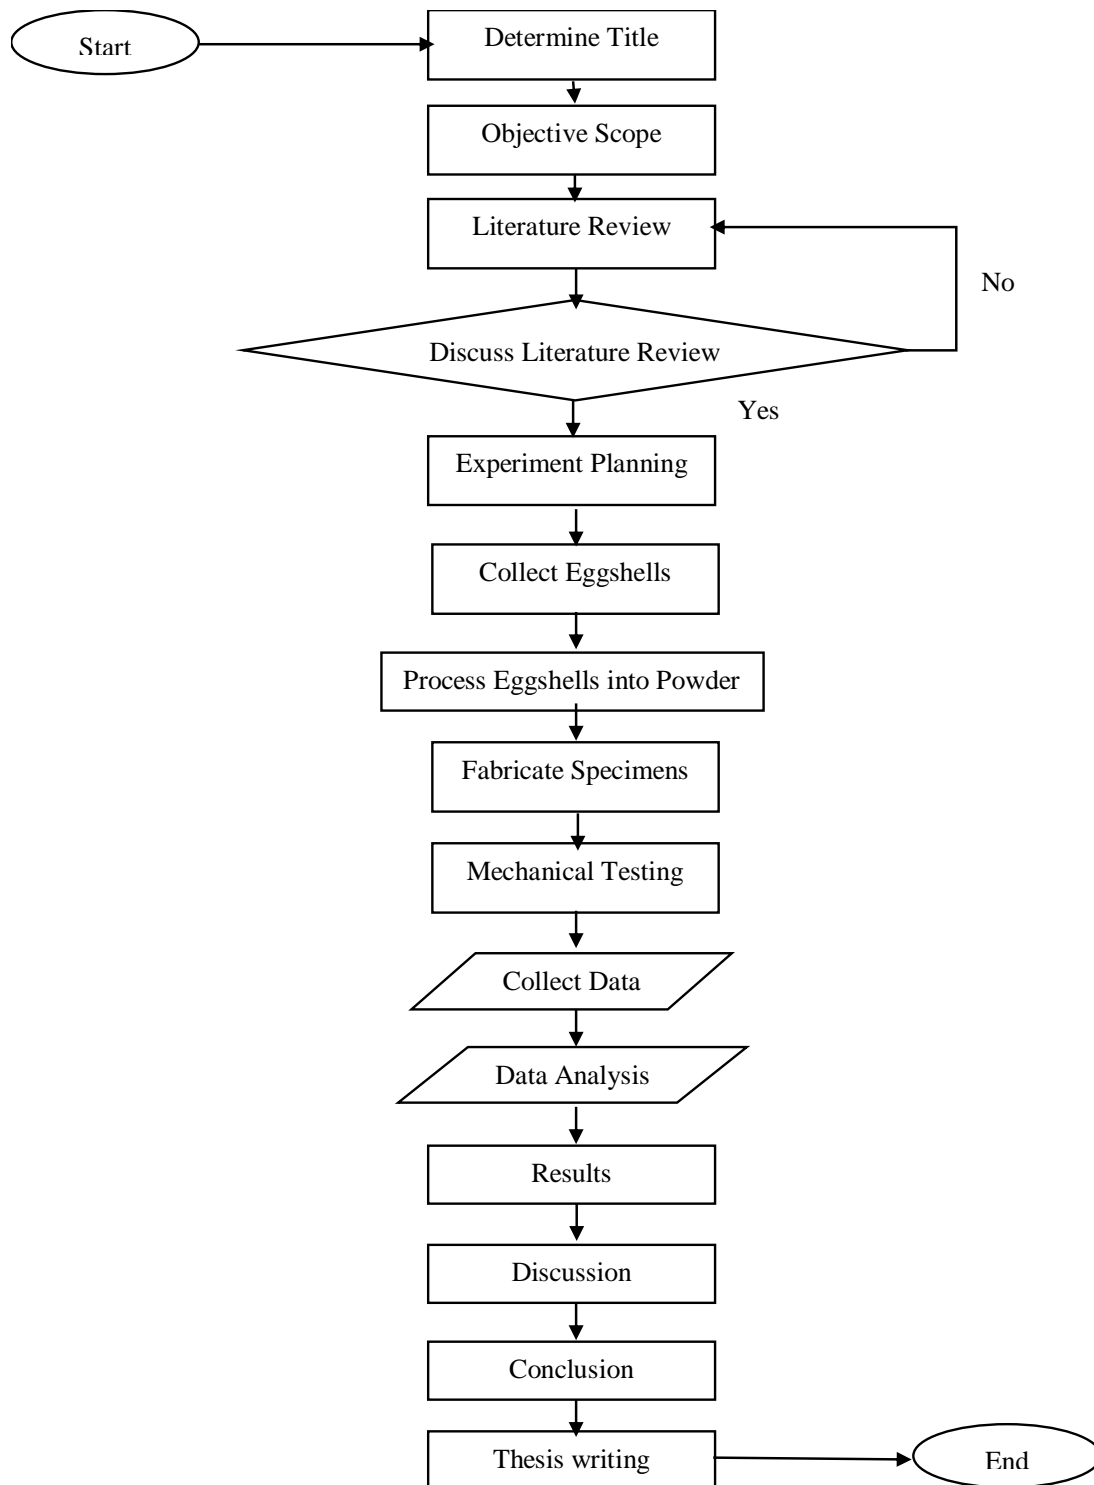 Start
Determine Title
Objective Scope
Literature Review
No
Discuss Literature Review
Yes
Experiment Planning
Collect Eggshells
Process Eggshells into Powder
Fabricate Specimens
Mechanical Testing
Collect Data
Data Analysis
Results
Discussion
Conclusion
Thesis writing
End